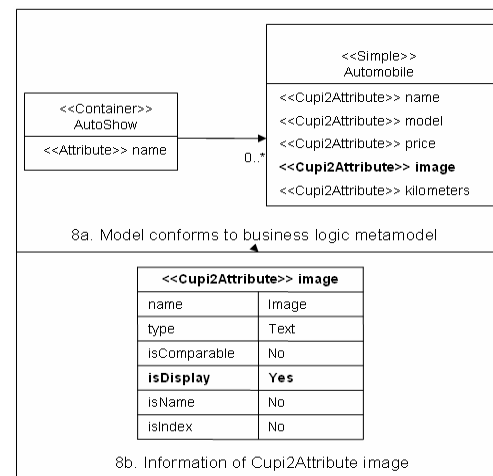 <<Container>>
AutoShow
<<Attribute>> name
0..*
<<Simple>>
Automobile
<<Cupi2Attribute>> name
<<Cupi2Attribute>> model
<<Cupi2Attribute>> price
<<Cupi2Attribute>> image
<<Cupi2Attribute>> kilometers
8a. Model conforms to business logic metamodel
<<Cupi2Attribute>> image
name Image
type Text
isComparable No
isDisplay Yes
isName No
isIndex No
8b. Information of Cupi2Attribute image